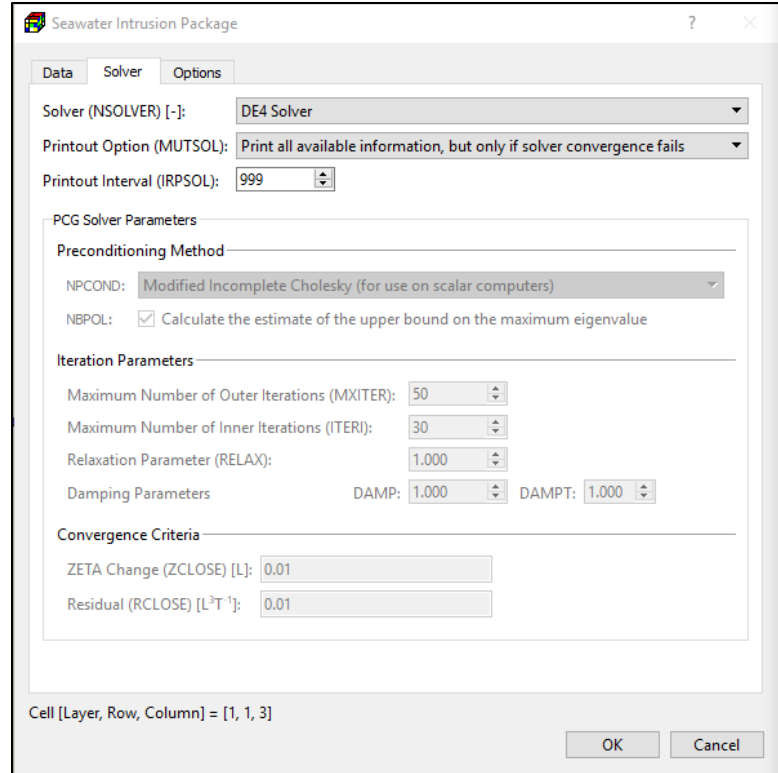 Seawater Intrusion Package ?
Data Solver Options
Solver (NSOLVER) [-]: DE4 Solver
Printout Option (MUTSOL): Print all available information, but only if solver convergence fails
Printout Interval (IRPSOL): 999
PCG Solver Parameters
Preconditioning Method
NPCOND: Modified Incomplete Cholesky (for use on scalar computers)
NBPOL: Calculate the estimate of the upper bound on the maximum eigenvalue
Iteration Parameters
Maximum Number of Outer Iterations (MXITER): 50
Maximum Number of Inner Iterations (ITERI): 30
Relaxation Parameter (RELAX): 1.000
Damping Parameters DAMP: 1.000 DAMPT: 1.000
Convergence Criteria
ZETA Change (ZCLOSE) [L]: 0.01
Residual (RCLOSE) [L³T⁻¹]: 0.01
Cell [Layer, Row, Column] = [1, 1, 3]
OK Cancel